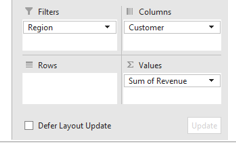 Filters
Columns
Region
Customer
Rows
Σ Values
Sum of Revenue
Defer Layout Update
Update